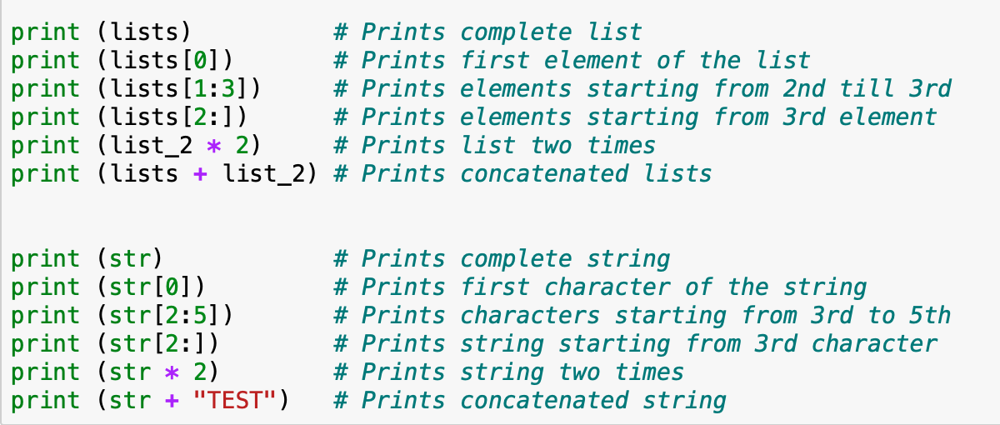 print (lists)          # Prints complete list
print (lists[0])       # Prints first element of the list
print (lists[1:3])     # Prints elements starting from 2nd till 3rd
print (lists[2:])      # Prints elements starting from 3rd element
print (list_2 * 2)     # Prints list two times
print (lists + list_2) # Prints concatenated lists
print (str)            # Prints complete string
print (str[0])         # Prints first character of the string
print (str[2:5])       # Prints characters starting from 3rd to 5th
print (str[2:])        # Prints string starting from 3rd character
print (str * 2)        # Prints string two times
print (str + "TEST")   # Prints concatenated string